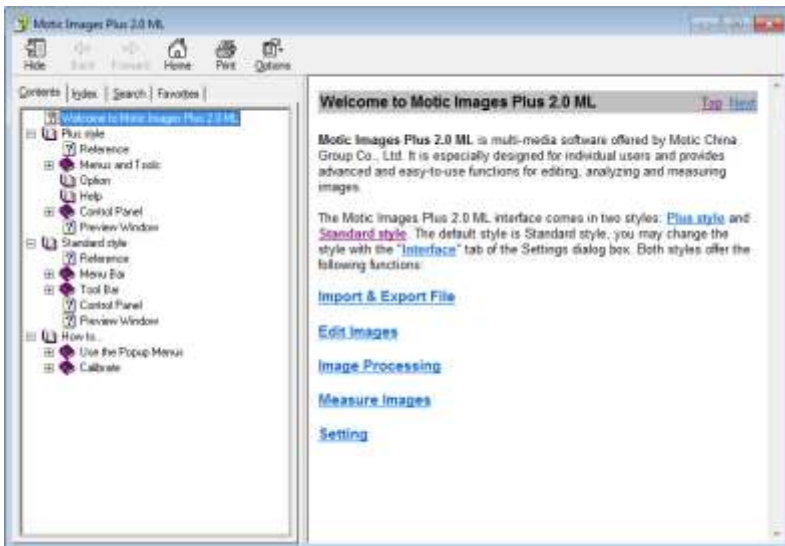 Motic Images Plus 2.0 ML
Hide Back Forward Home Print Options
Contents Index Search Favorites
Welcome to Motic Images Plus 2.0 ML
Plus style
Reference
Menus and Tools
Option
Help
Control Panel
Preview Window
Standard style
Reference
Menu Bar
Tool Bar
Control Panel
Preview Window
How to...
Use the Popup Menus
Calibrate
Welcome to Motic Images Plus 2.0 ML Top Next
Motic Images Plus 2.0 ML is multi-media software offered by Motic China
Group Co., Ltd. It is especially designed for individual users and provides
advanced and easy-to-use functions for editing, analyzing and measuring
images.
The Motic Images Plus 2.0 ML interface comes in two styles: Plus style and
Standard style. The default style is Standard style, you may change the
style with the "Interface" tab of the Settings dialog box. Both styles offer the
following functions:
Import & Export File
Edit Images
Image Processing
Measure Images
Setting